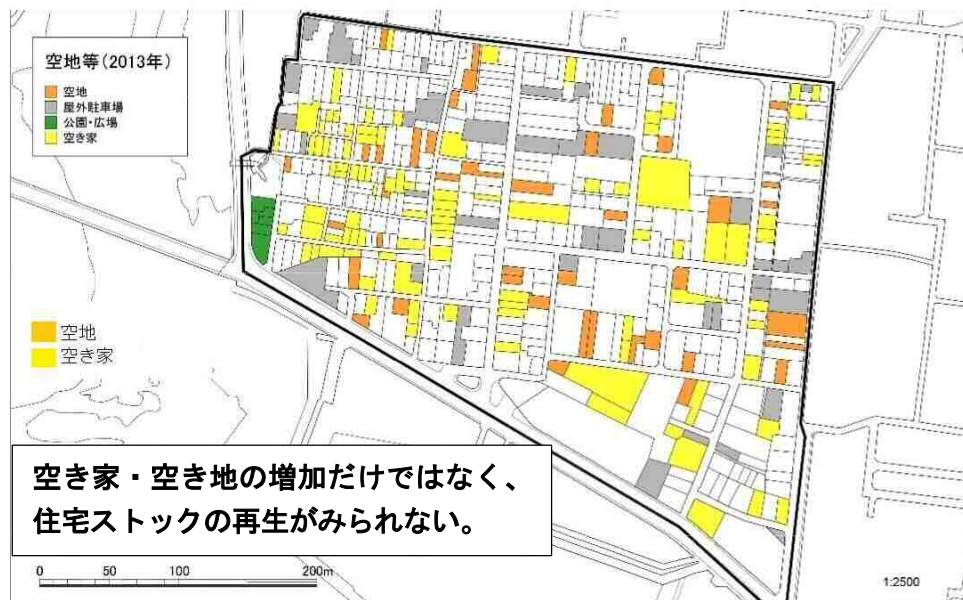 空地等(2013年)
空地
屋外駐車場
公園・広場
空き家
空地
空き家
空き家・空き地の増加だけではなく、
住宅ストックの再生がみられない。
0 50 100 200m
1:2500